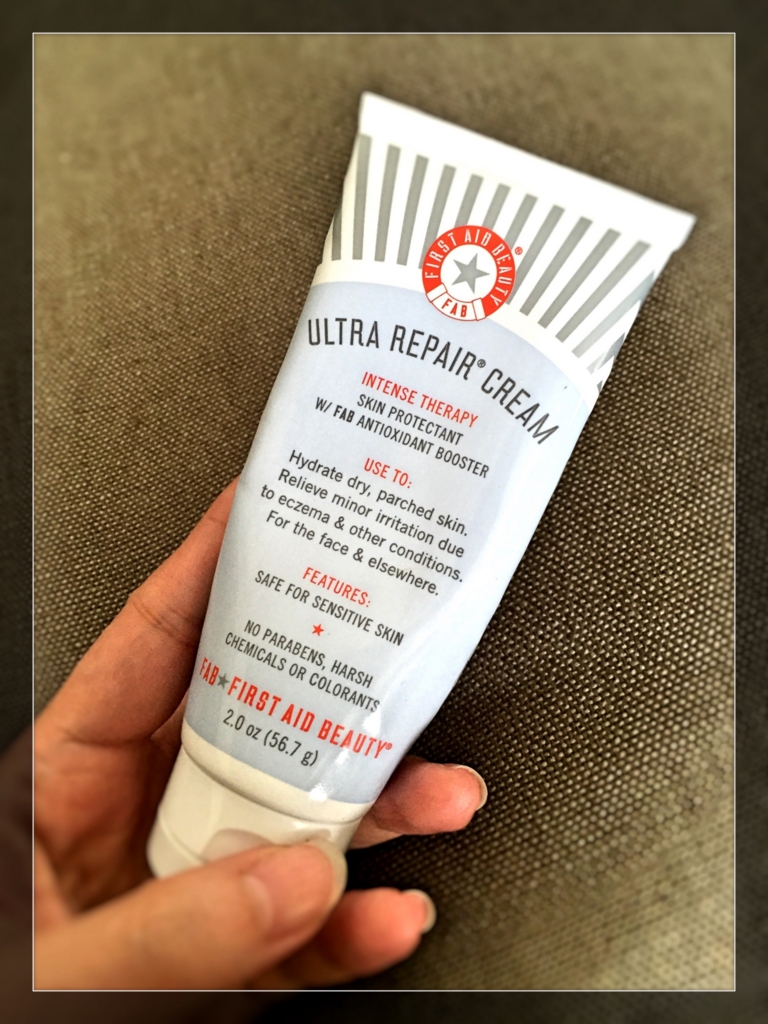 FIRST AID BEAUTY®
FAB
ULTRA REPAIR® CREAM
INTENSE THERAPY
SKIN PROTECTANT
W/ FAB ANTIOXIDANT BOOSTER
USE TO:
Hydrate dry, parched skin.
Relieve minor irritation due
to eczema & other conditions.
For the face & elsewhere.
FEATURES:
SAFE FOR SENSITIVE SKIN
★
NO PARABENS, HARSH
CHEMICALS OR COLORANTS
FAB★FIRST AID BEAUTY®
2.0 oz (56.7 g)